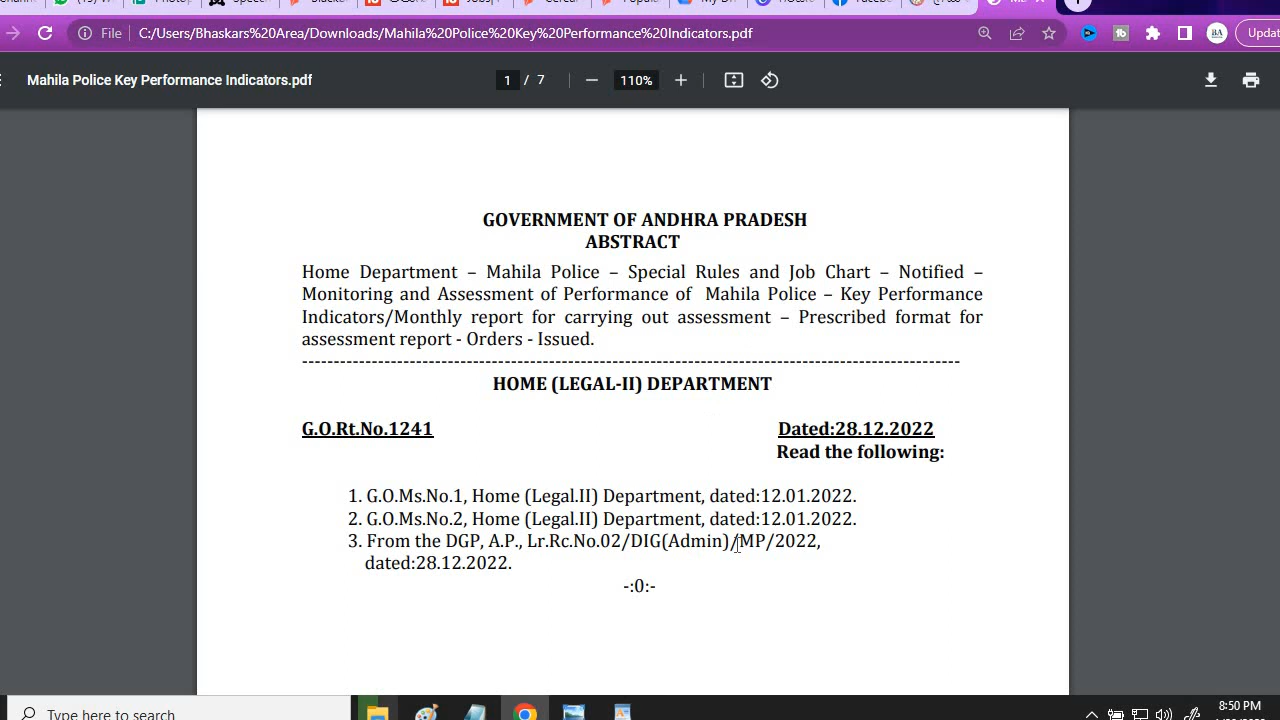 File
C:/Users/Bhaskars%20Area/Downloads/Mahila%20Police%20Key%20Performance%20Indicators.pdf
BA
Updat
Mahila Police Key Performance Indicators.pdf
1 / 7
110%
GOVERNMENT OF ANDHRA PRADESH
ABSTRACT
Home Department – Mahila Police – Special Rules and Job Chart – Notified –
Monitoring and Assessment of Performance of Mahila Police – Key Performance
Indicators/Monthly report for carrying out assessment – Prescribed format for
assessment report - Orders - Issued.
HOME (LEGAL-II) DEPARTMENT
G.O.Rt.No.1241
Dated:28.12.2022
Read the following:
1. G.O.Ms.No.1, Home (Legal.II) Department, dated:12.01.2022.
2. G.O.Ms.No.2, Home (Legal.II) Department, dated:12.01.2022.
3. From the DGP, A.P., Lr.Rc.No.02/DIG(Admin)/MP/2022,
dated:28.12.2022.
-:0:-
Type here to search
8:50 PM